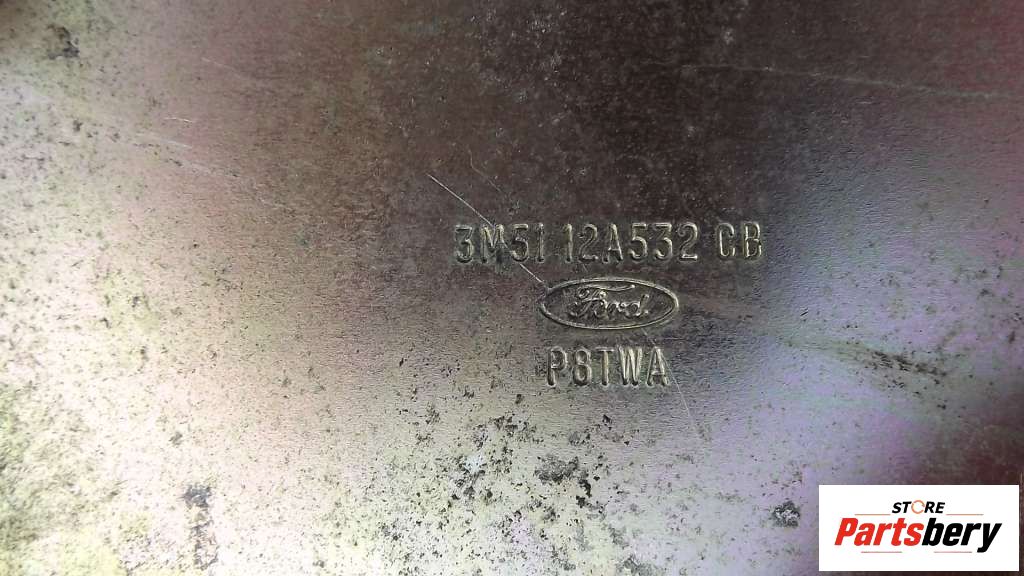 3M51 12A532 CB
Ford
P8TWA
STORE
Partsbery